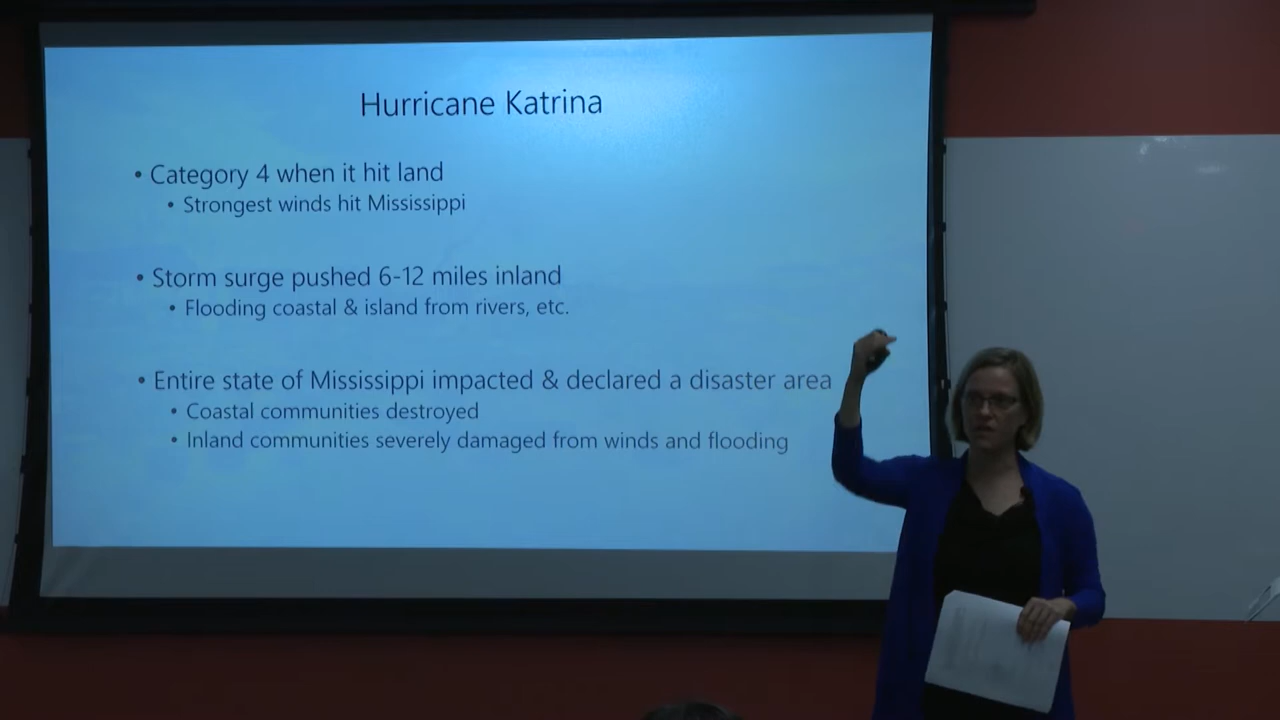 Hurricane Katrina
• Category 4 when it hit land
• Strongest winds hit Mississippi
• Storm surge pushed 6-12 miles inland
• Flooding coastal & island from rivers, etc.
• Entire state of Mississippi impacted & declared a disaster area
• Coastal communities destroyed
• Inland communities severely damaged from winds and flooding